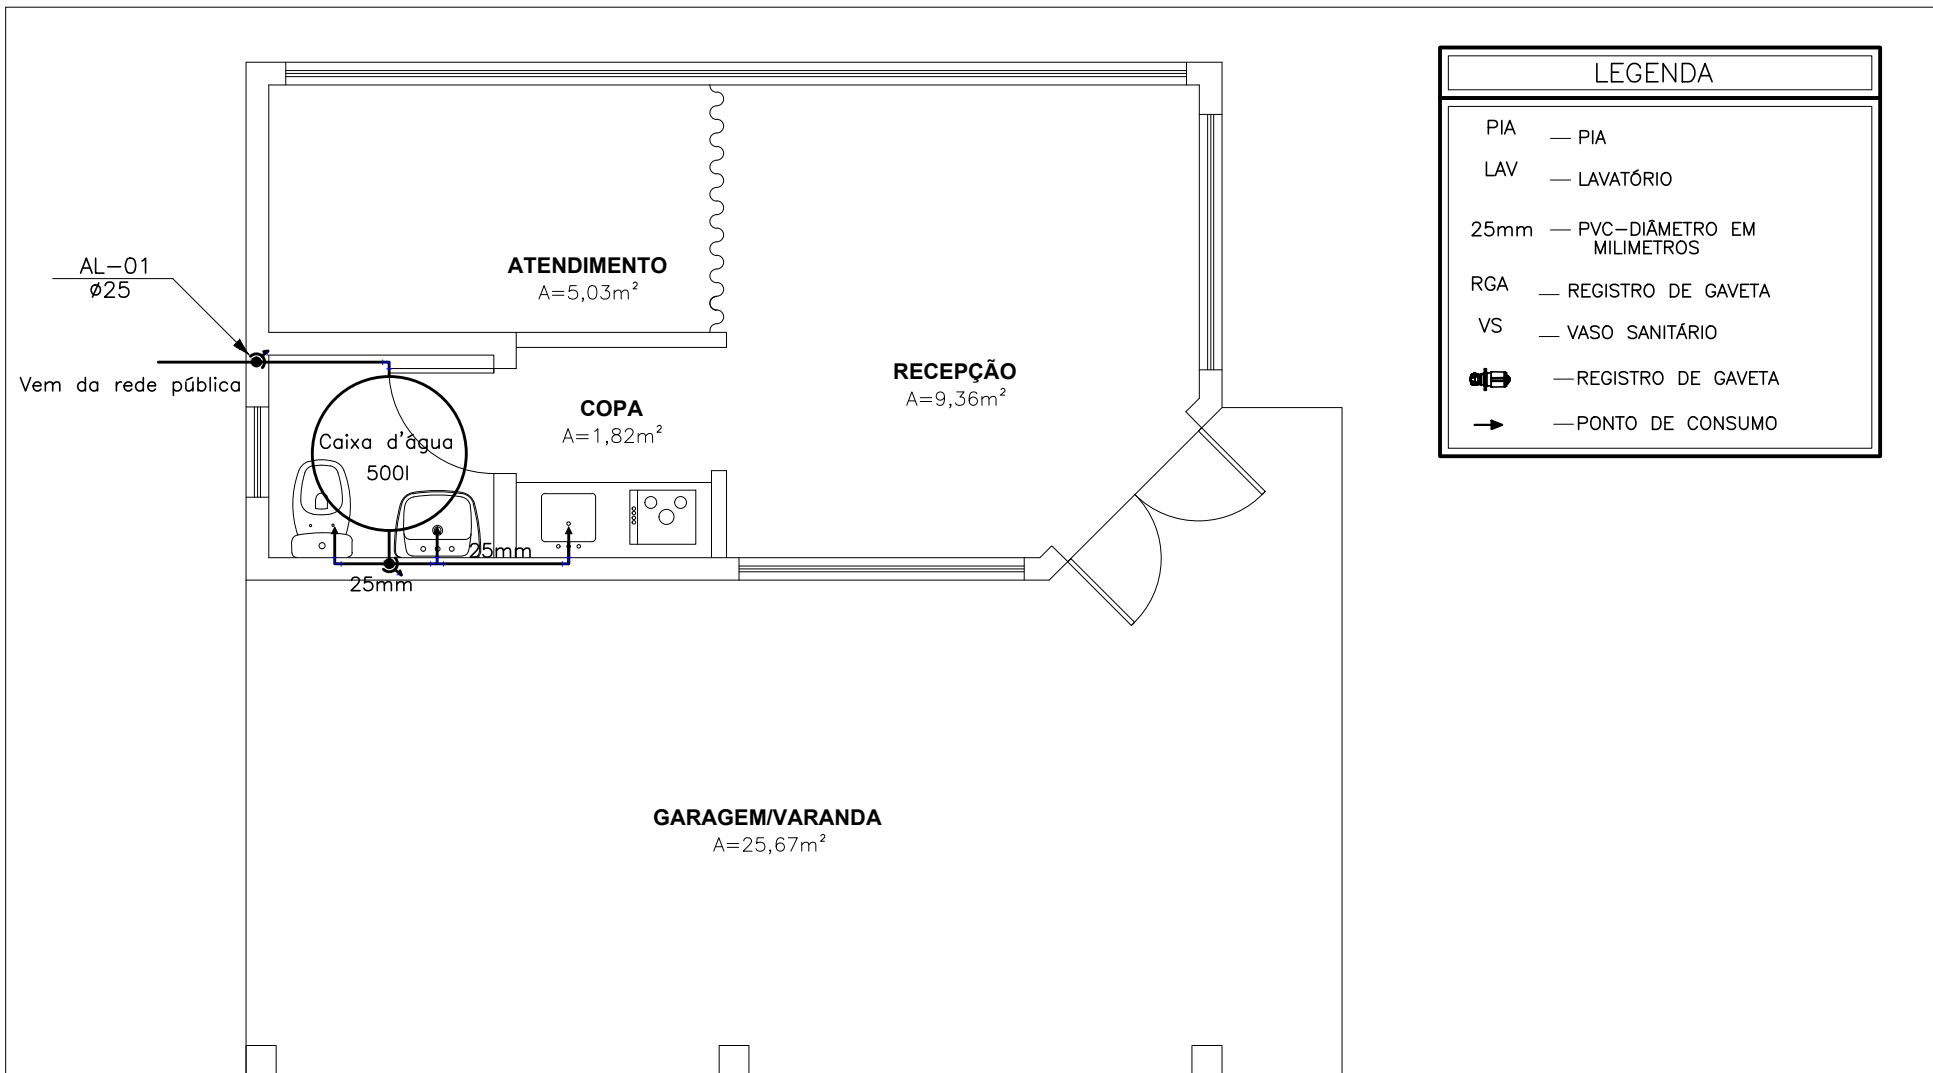 AL-01
ø25
Vem da rede pública
ATENDIMENTO
A=5,03m²
COPA
A=1,82m²
RECEPÇÃO
A=9,36m²
Caixa d'água
500l
25mm
25mm
GARAGEM/VARANDA
A=25,67m²
LEGENDA
PIA — PIA
LAV — LAVATÓRIO
25mm — PVC-DIÂMETRO EM
MILIMETROS
RGA — REGISTRO DE GAVETA
VS — VASO SANITÁRIO
— REGISTRO DE GAVETA
— PONTO DE CONSUMO